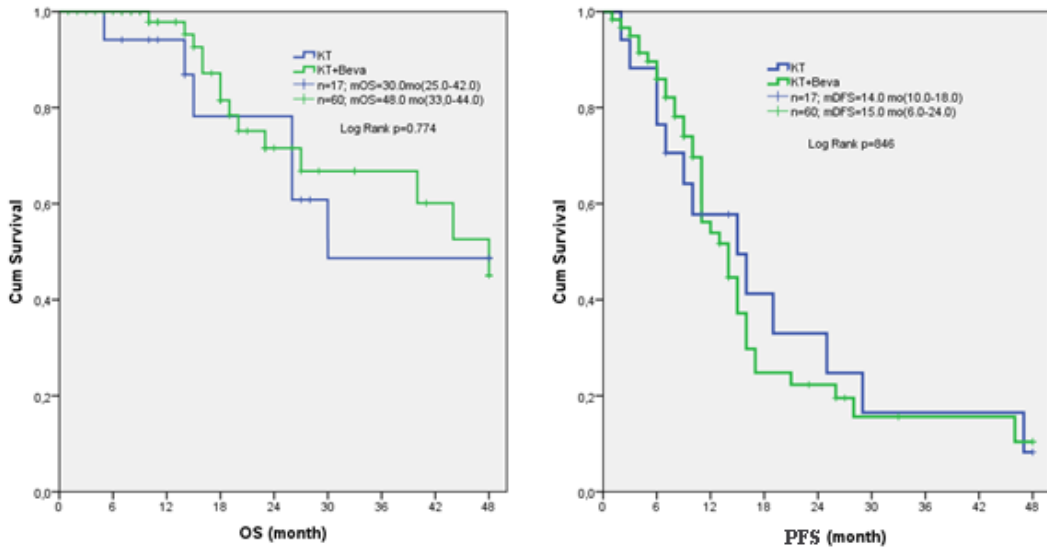 KT
KT+Beva
n=17; mOS=30.0mo(25.0-42.0)
n=60; mOS=48.0 mo(33,0-44.0)
Log Rank p=0.774
1,0
0,8
0,6
0,4
0,2
0,0
Cum Survival
0 6 12 18 24 30 36 42 48
OS (month)
KT
KT+Beva
n=17; mDFS=14.0 mo(10.0-18.0)
n=60; mDFS=15.0 mo(6.0-24.0)
Log Rank p=846
1,0
0,8
0,6
0,4
0,2
0,0
Cum Survival
0 6 12 18 24 30 36 42 48
PFS (month)